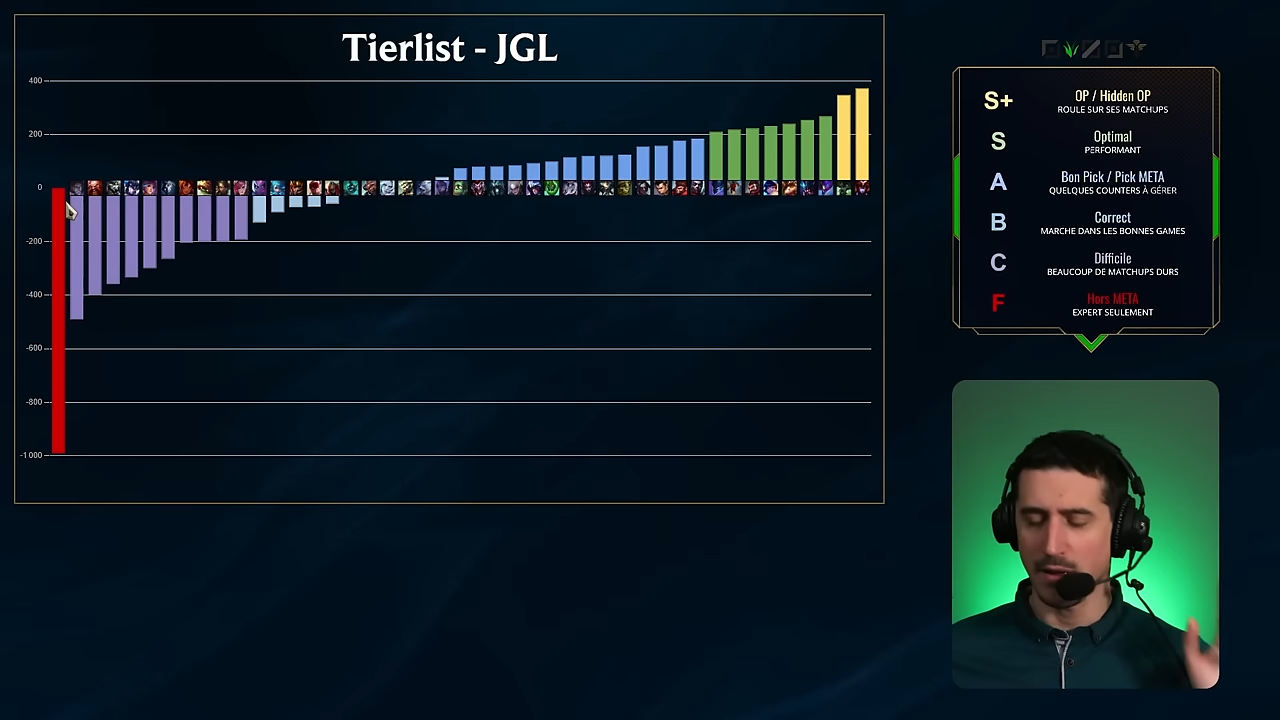 Tierlist - JGL
400
200
0
-200
-400
-600
-800
-1 000
S+
OP / Hidden OP
ROULE SUR SES MATCHUPS
S
Optimal
PERFORMANT
A
Bon Pick / Pick META
QUELQUES COUNTERS À GÉRER
B
Correct
MARCHE DANS LES BONNES GAMES
C
Difficile
BEAUCOUP DE MATCHUPS DURS
F
Hors META
EXPERT SEULEMENT